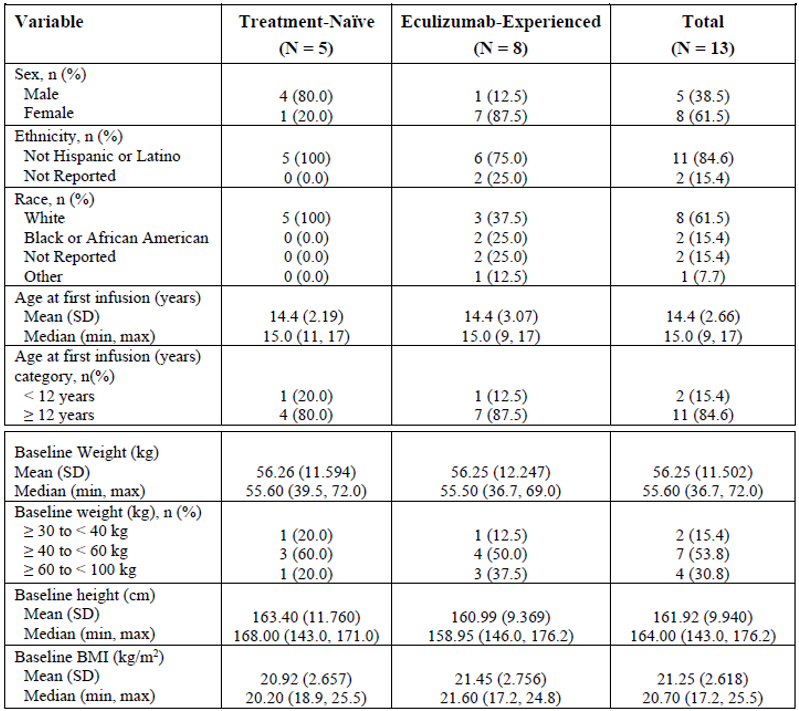 Variable Treatment-Naïve Eculizumab-Experienced Total
(N = 5) (N = 8) (N = 13)
Sex, n (%)
Male 4 (80.0) 1 (12.5) 5 (38.5)
Female 1 (20.0) 7 (87.5) 8 (61.5)
Ethnicity, n (%)
Not Hispanic or Latino 5 (100) 6 (75.0) 11 (84.6)
Not Reported 0 (0.0) 2 (25.0) 2 (15.4)
Race, n (%)
White 5 (100) 3 (37.5) 8 (61.5)
Black or African American 0 (0.0) 2 (25.0) 2 (15.4)
Not Reported 0 (0.0) 2 (25.0) 2 (15.4)
Other 0 (0.0) 1 (12.5) 1 (7.7)
Age at first infusion (years)
Mean (SD) 14.4 (2.19) 14.4 (3.07) 14.4 (2.66)
Median (min, max) 15.0 (11, 17) 15.0 (9, 17) 15.0 (9, 17)
Age at first infusion (years)
category, n(%)
< 12 years 1 (20.0) 1 (12.5) 2 (15.4)
≥ 12 years 4 (80.0) 7 (87.5) 11 (84.6)
Baseline Weight (kg)
Mean (SD) 56.26 (11.594) 56.25 (12.247) 56.25 (11.502)
Median (min, max) 55.60 (39.5, 72.0) 55.50 (36.7, 69.0) 55.60 (36.7, 72.0)
Baseline weight (kg), n (%)
≥ 30 to < 40 kg 1 (20.0) 1 (12.5) 2 (15.4)
≥ 40 to < 60 kg 3 (60.0) 4 (50.0) 7 (53.8)
≥ 60 to < 100 kg 1 (20.0) 3 (37.5) 4 (30.8)
Baseline height (cm)
Mean (SD) 163.40 (11.760) 160.99 (9.369) 161.92 (9.940)
Median (min, max) 168.00 (143.0, 171.0) 158.95 (146.0, 176.2) 164.00 (143.0, 176.2)
Baseline BMI (kg/m²)
Mean (SD) 20.92 (2.657) 21.45 (2.756) 21.25 (2.618)
Median (min, max) 20.20 (18.9, 25.5) 21.60 (17.2, 24.8) 20.70 (17.2, 25.5)